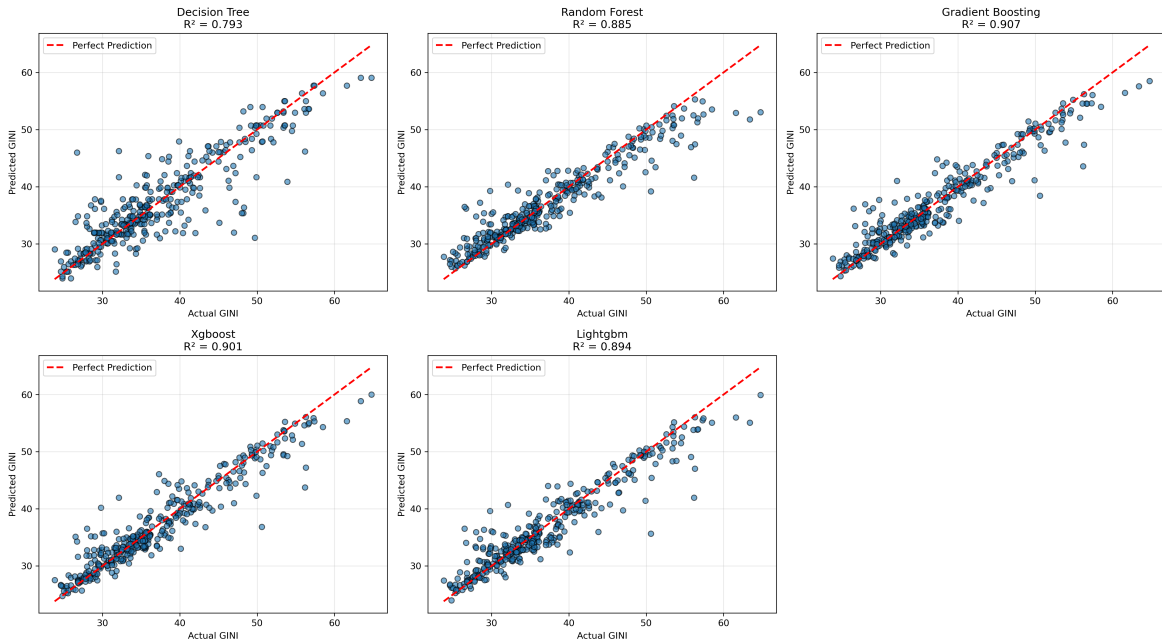 Decision Tree
R² = 0.793
Perfect Prediction
Predicted GINI
60
50
40
30
30 40 50 60
Actual GINI
Random Forest
R² = 0.885
Perfect Prediction
Predicted GINI
60
50
40
30
30 40 50 60
Actual GINI
Gradient Boosting
R² = 0.907
Perfect Prediction
Predicted GINI
60
50
40
30
30 40 50 60
Actual GINI
Xgboost
R² = 0.901
Perfect Prediction
Predicted GINI
60
50
40
30
30 40 50 60
Actual GINI
Lightgbm
R² = 0.894
Perfect Prediction
Predicted GINI
60
50
40
30
30 40 50 60
Actual GINI